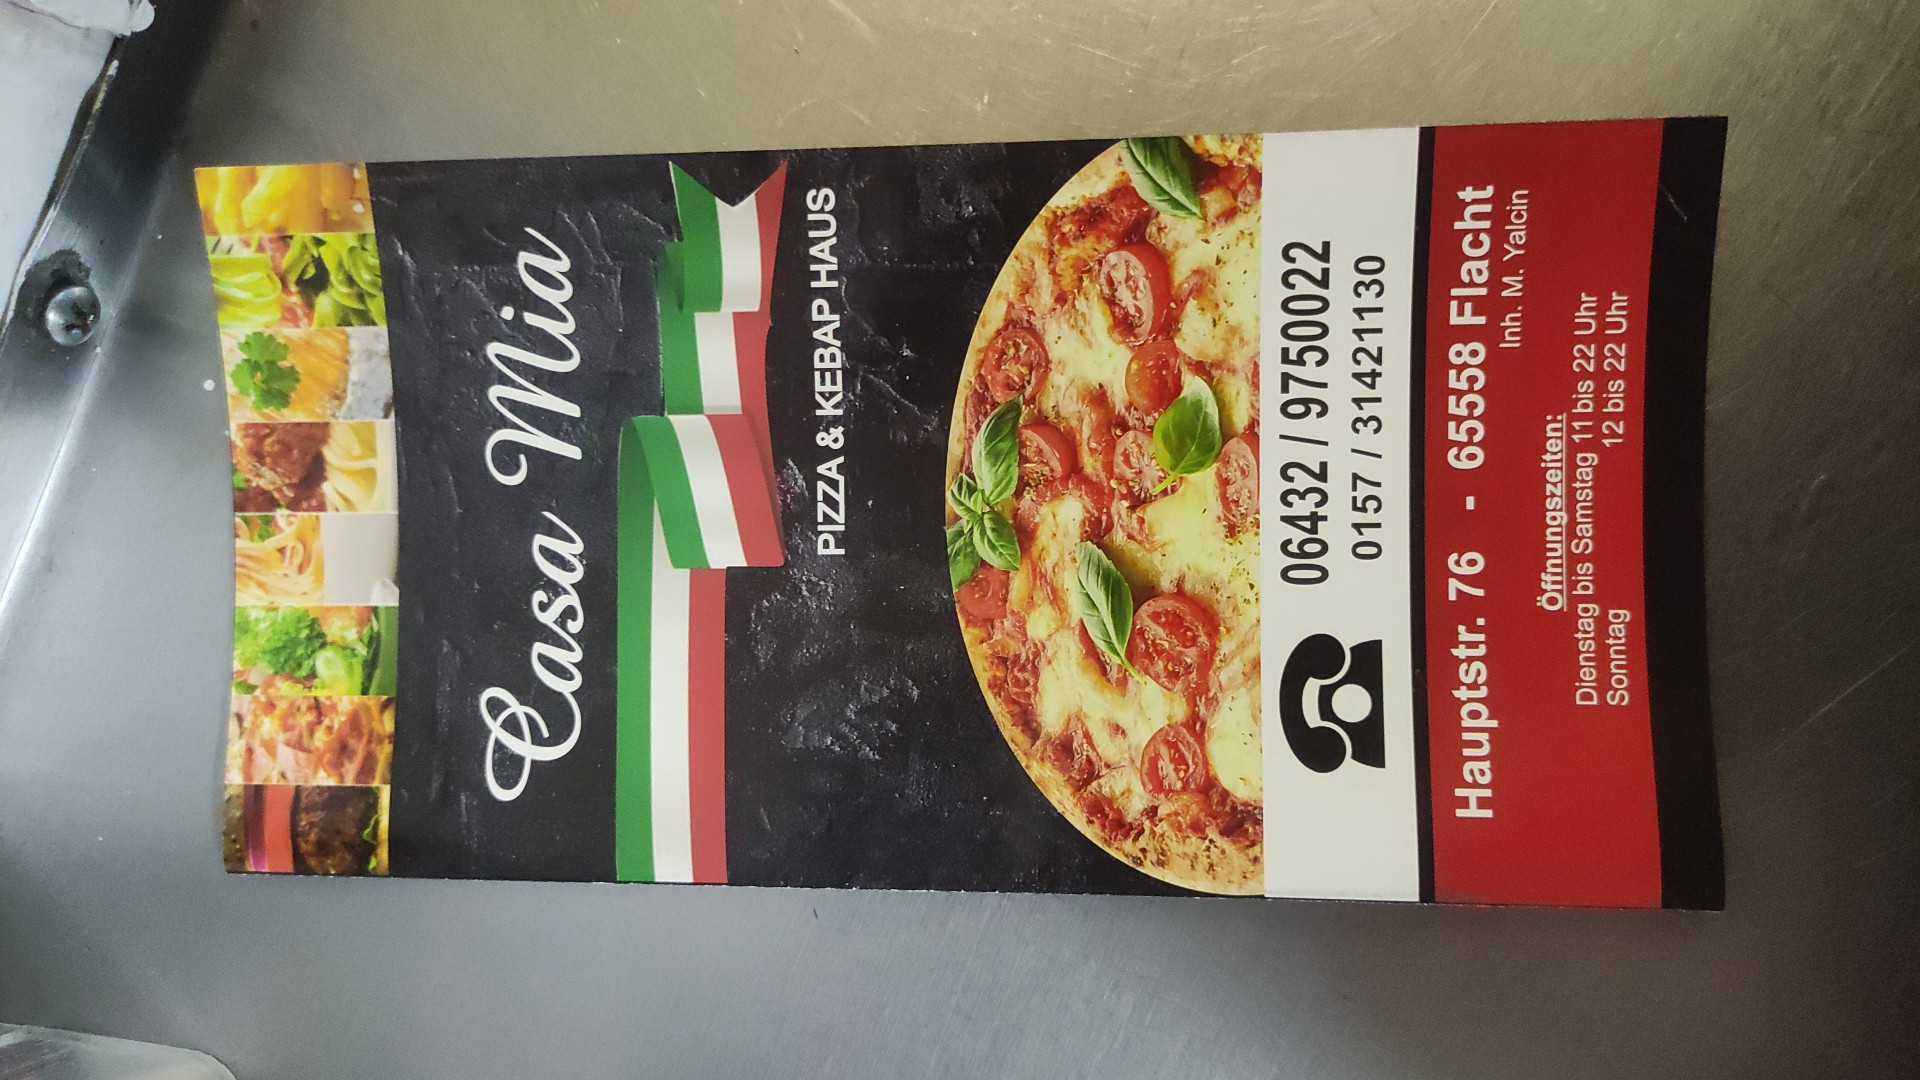 Casa Mia
PIZZA & KEBAP HAUS
06432 / 9750022
0157 / 31421130
Hauptstr. 76 - 65558 Flacht
Inh. M. Yalcin
Öffnungszeiten:
Dienstag bis Samstag 11 bis 22 Uhr
Sonntag 12 bis 22 Uhr